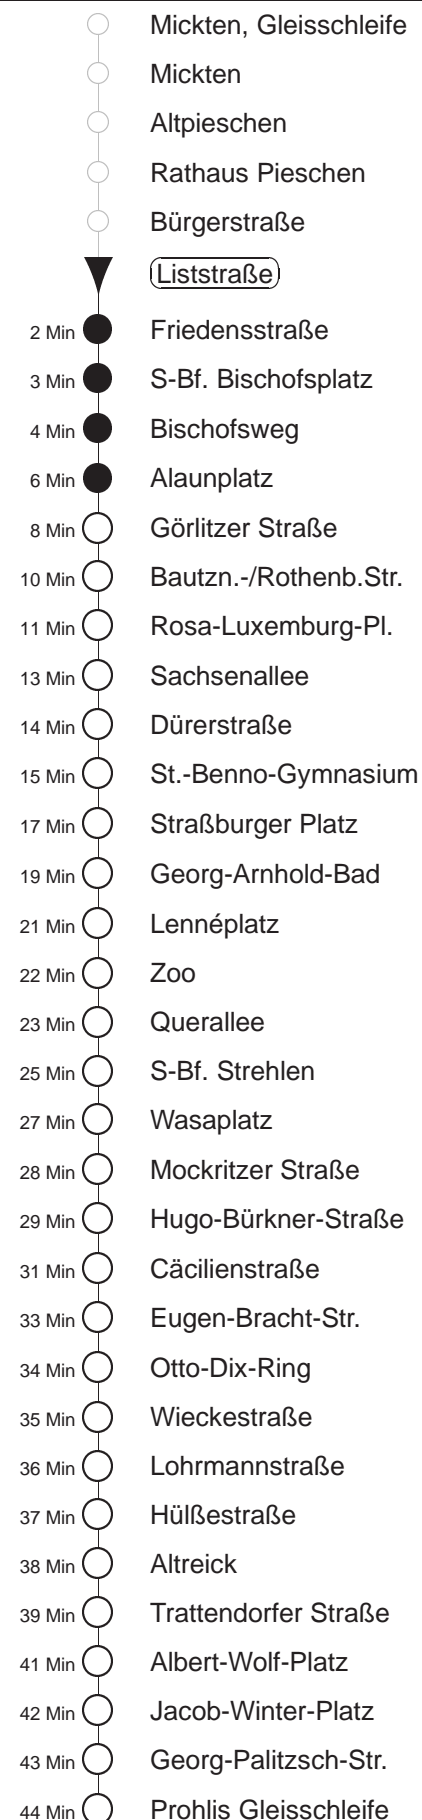 Mickten, Gleisschleife
Mickten
Altpieschen
Rathaus Pieschen
Bürgerstraße
Liststraße
2 Min Friedensstraße
3 Min S-Bf. Bischofsplatz
4 Min Bischofsweg
6 Min Alaunplatz
8 Min Görlitzer Straße
10 Min Bautzn.-/Rothenb.Str.
11 Min Rosa-Luxemburg-Pl.
13 Min Sachsenallee
14 Min Dürerstraße
15 Min St.-Benno-Gymnasium
17 Min Straßburger Platz
19 Min Georg-Arnhold-Bad
21 Min Lennéplatz
22 Min Zoo
23 Min Querallee
25 Min S-Bf. Strehlen
27 Min Wasaplatz
28 Min Mockritzer Straße
29 Min Hugo-Bürkner-Straße
31 Min Cäcilienstraße
33 Min Eugen-Bracht-Str.
34 Min Otto-Dix-Ring
35 Min Wieckestraße
36 Min Lohrmannstraße
37 Min Hülßestraße
38 Min Altreick
39 Min Trattendorfer Straße
41 Min Albert-Wolf-Platz
42 Min Jacob-Winter-Platz
43 Min Georg-Palitzsch-Str.
44 Min Prohlis Gleisschleife